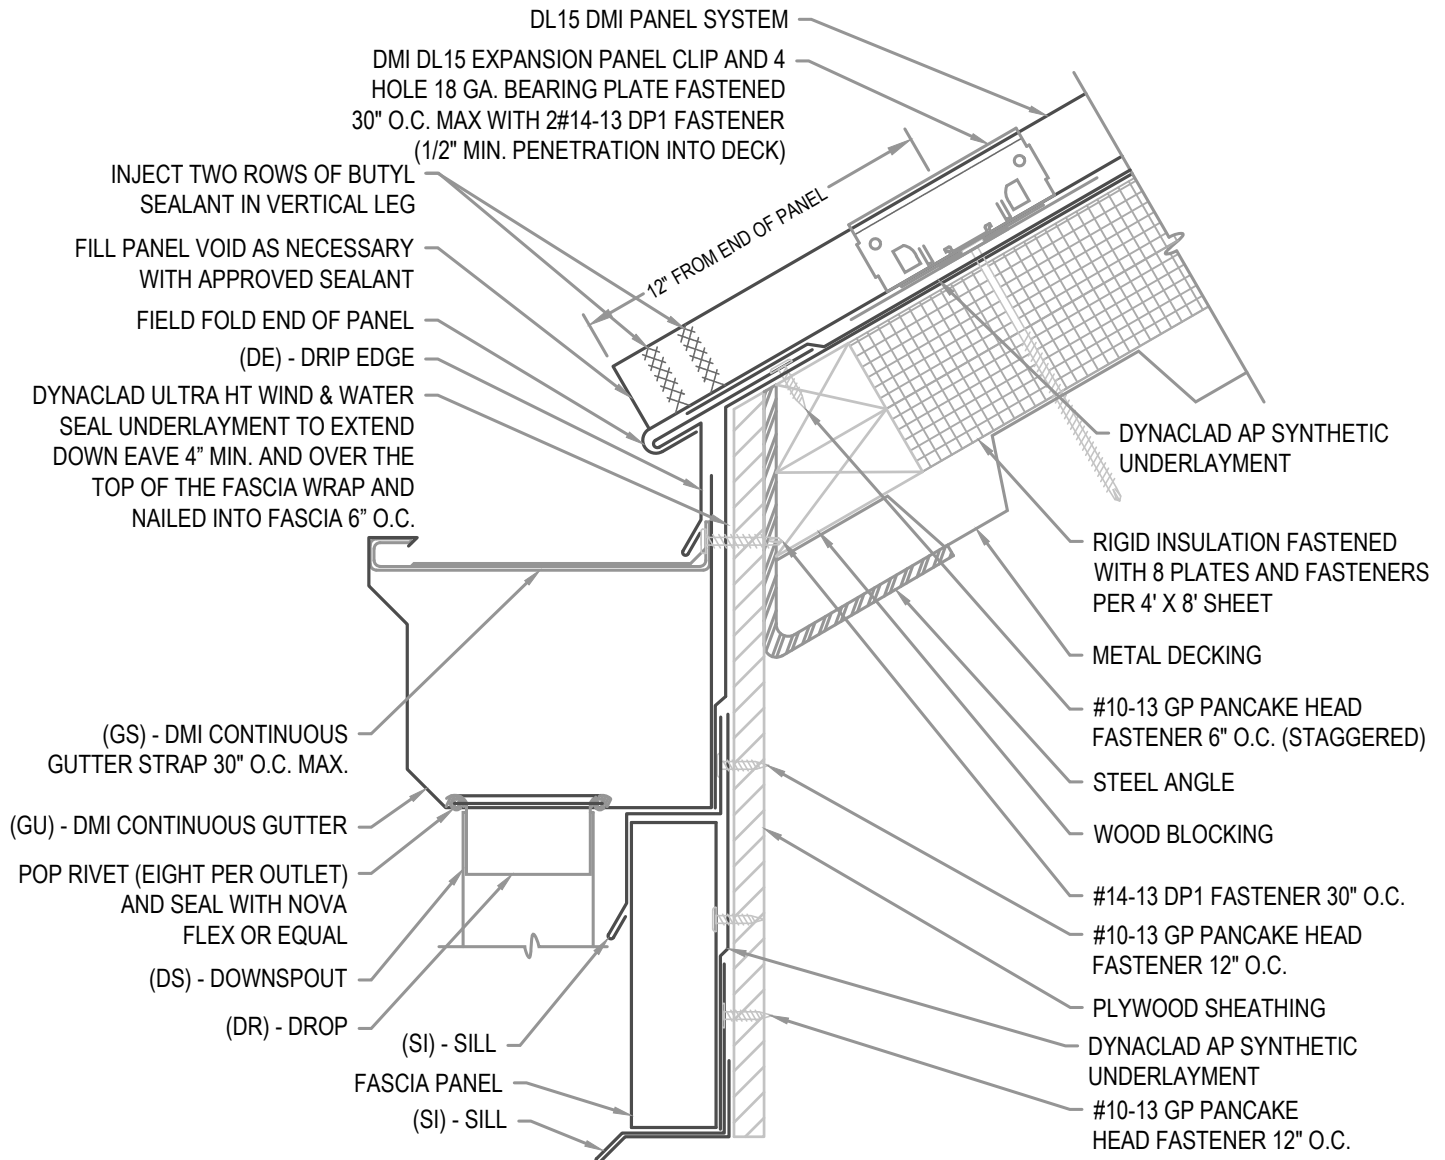 DL15 DMI PANEL SYSTEM
DMI DL15 EXPANSION PANEL CLIP AND 4
HOLE 18 GA. BEARING PLATE FASTENED
30" O.C. MAX WITH 2#14-13 DP1 FASTENER
(1/2" MIN. PENETRATION INTO DECK)
INJECT TWO ROWS OF BUTYL
SEALANT IN VERTICAL LEG
FILL PANEL VOID AS NECESSARY
WITH APPROVED SEALANT
FIELD FOLD END OF PANEL
(DE) - DRIP EDGE
DYNACLAD ULTRA HT WIND & WATER
SEAL UNDERLAYMENT TO EXTEND
DOWN EAVE 4” MIN. AND OVER THE
TOP OF THE FASCIA WRAP AND
NAILED INTO FASCIA 6” O.C.
(GS) - DMI CONTINUOUS
GUTTER STRAP 30" O.C. MAX.
(GU) - DMI CONTINUOUS GUTTER
POP RIVET (EIGHT PER OUTLET)
AND SEAL WITH NOVA
FLEX OR EQUAL
(DS) - DOWNSPOUT
(DR) - DROP
(SI) - SILL
FASCIA PANEL
(SI) - SILL
12" FROM END OF PANEL
DYNACLAD AP SYNTHETIC
UNDERLAYMENT
RIGID INSULATION FASTENED
WITH 8 PLATES AND FASTENERS
PER 4' X 8' SHEET
METAL DECKING
#10-13 GP PANCAKE HEAD
FASTENER 6" O.C. (STAGGERED)
STEEL ANGLE
WOOD BLOCKING
#14-13 DP1 FASTENER 30" O.C.
#10-13 GP PANCAKE HEAD
FASTENER 12" O.C.
PLYWOOD SHEATHING
DYNACLAD AP SYNTHETIC
UNDERLAYMENT
#10-13 GP PANCAKE
HEAD FASTENER 12" O.C.